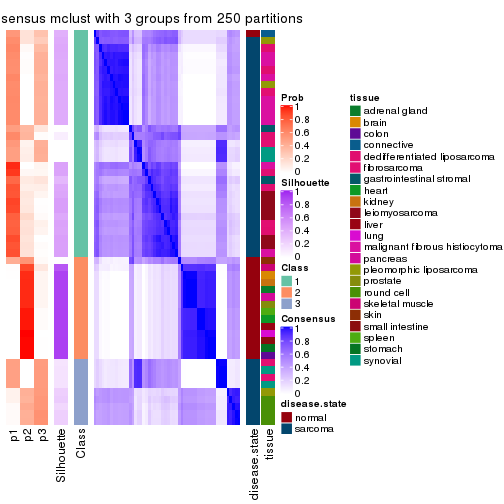 sensus mclust with 3 groups from 250 partitions
Prob
1
0.8
0.6
0.4
0.2
0
Silhouette
1
0.8
0.6
0.4
0.2
0
Class
1
2
3
Consensus
1
0.8
0.6
0.4
0.2
0
disease.state
normal
sarcoma
tissue
adrenal gland
brain
colon
connective
dedifferentiated liposarcoma
fibrosarcoma
gastrointestinal stromal
heart
kidney
leiomyosarcoma
liver
lung
malignant fibrous histiocytoma
pancreas
pleomorphic liposarcoma
prostate
round cell
skeletal muscle
skin
small intestine
spleen
stomach
synovial
p1
p2
p3
Silhouette
Class
disease.state
tissue